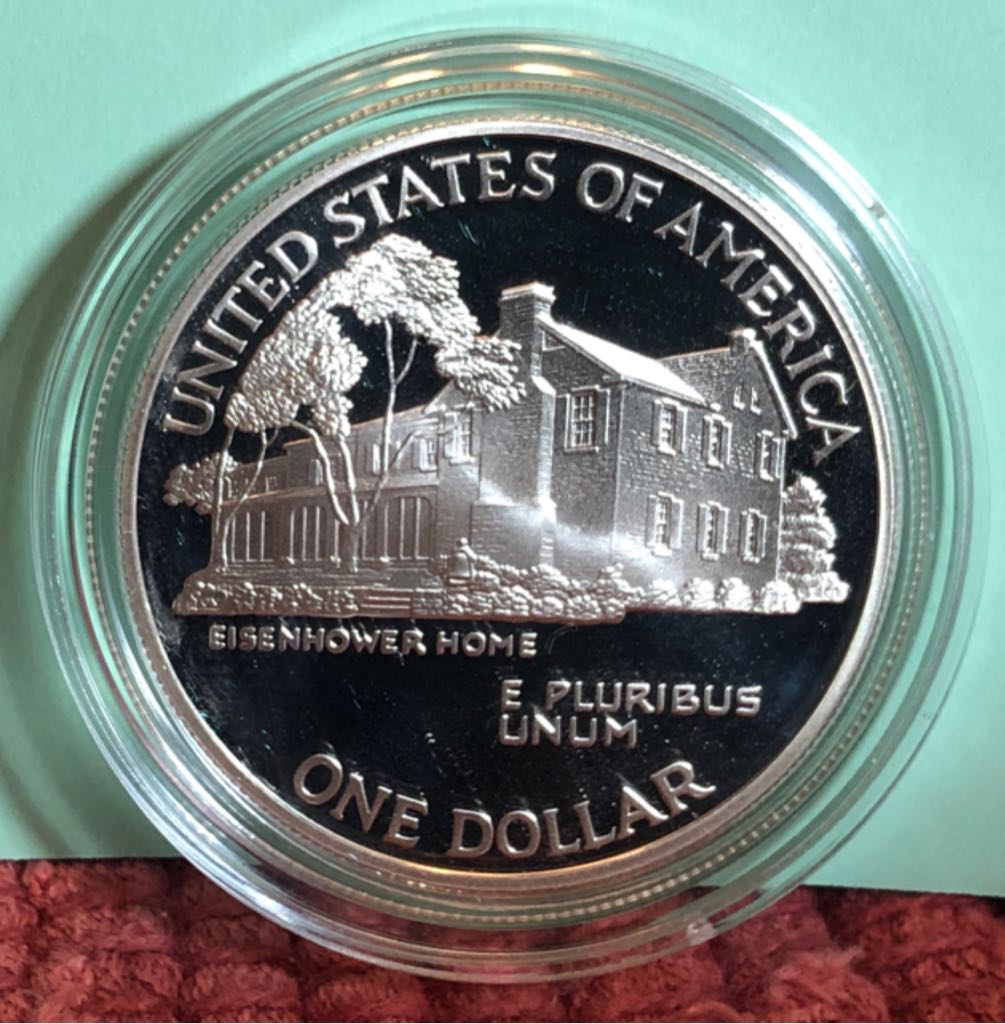 UNITED STATES OF AMERICA
EISENHOWER HOME
E PLURIBUS
UNUM
ONE DOLLAR